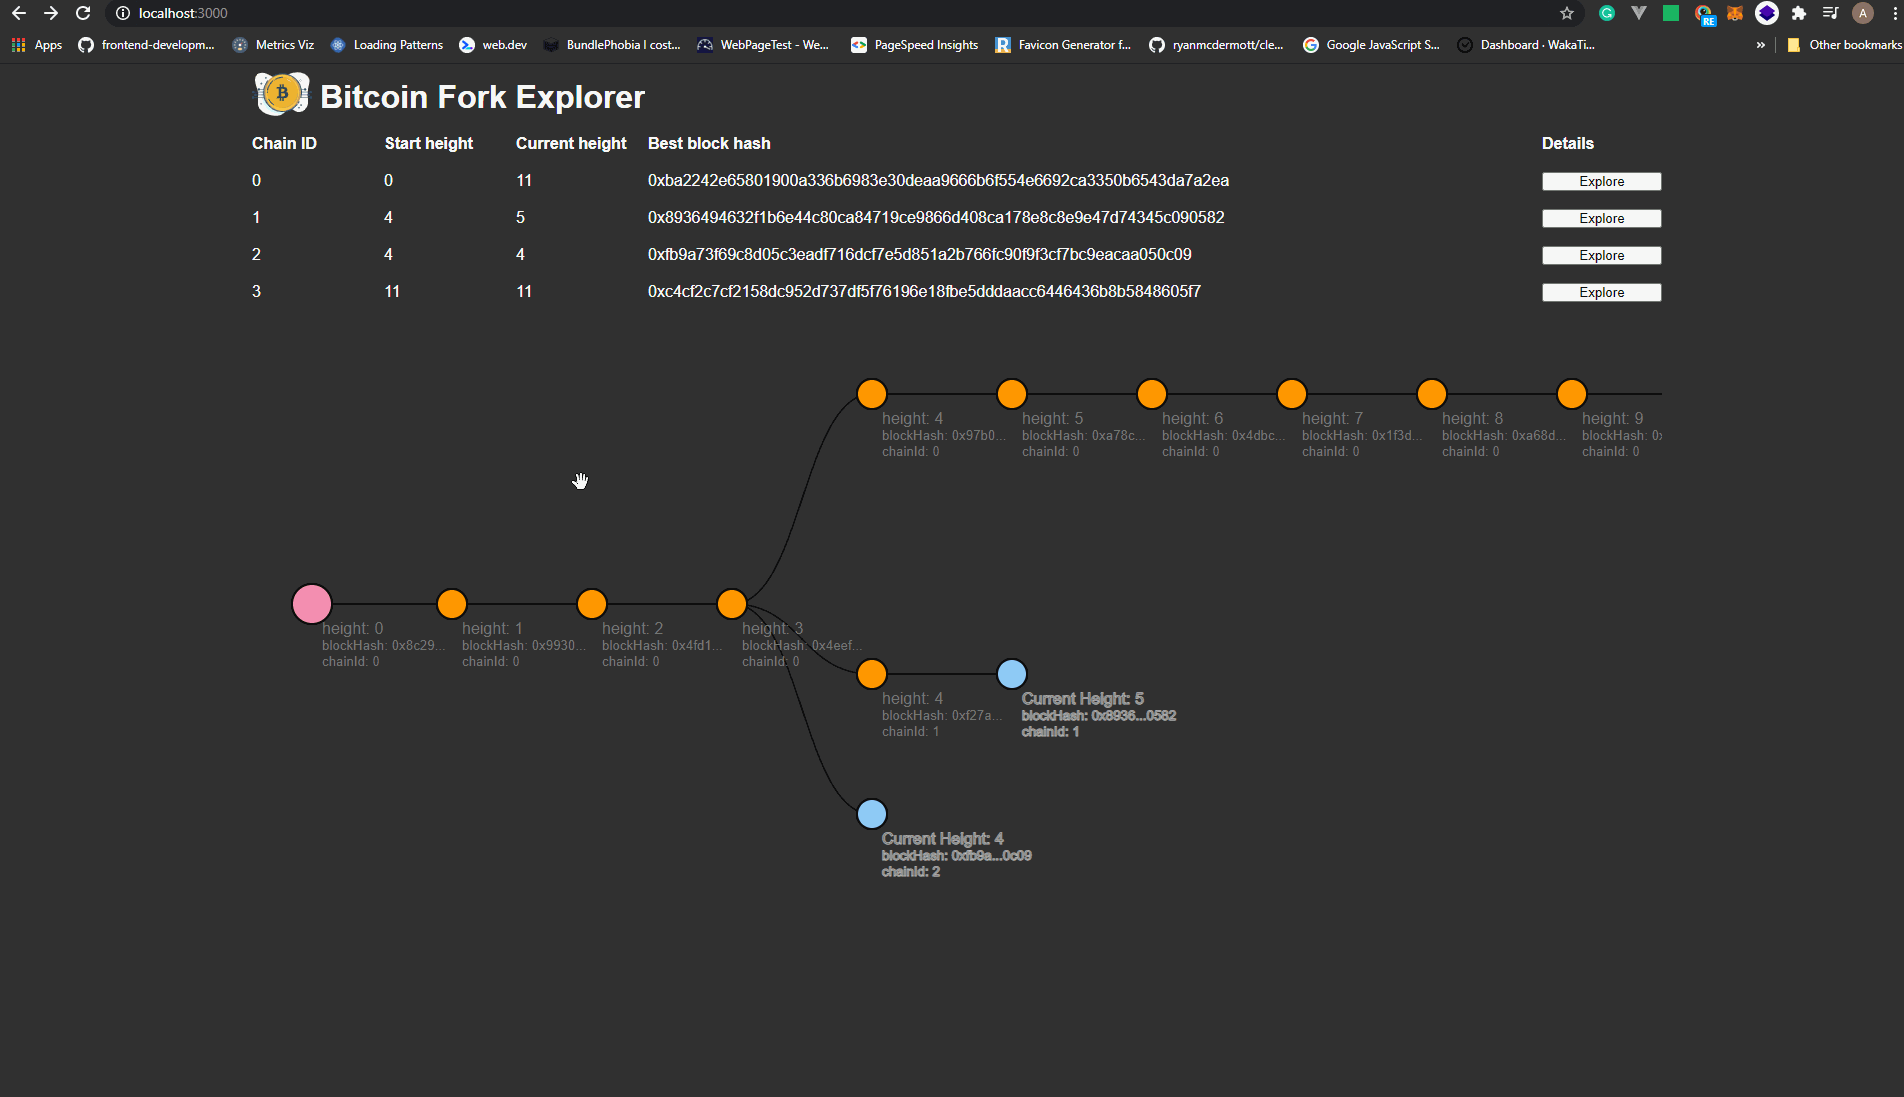 localhost:3000
A
RE
Apps
frontend-developm...
Metrics Viz
Loading Patterns
web.dev
BundlePhobia l cost...
WebPageTest - We...
PageSpeed Insights
Favicon Generator f...
ryanmcdermott/cle...
Google JavaScript S...
Dashboard · WakaTi...
»
Other bookmarks
Bitcoin Fork Explorer
Chain ID Start height Current height Best block hash Details
0 0 11 0xba2242e65801900a336b6983e30deaa9666b6f554e6692ca3350b6543da7a2ea Explore
1 4 5 0x8936494632f1b6e44c80ca84719ce9866d408ca178e8c8e9e47d74345c090582 Explore
2 4 4 0xfb9a73f69c8d05c3eadf716dcf7e5d851a2b766fc90f9f3cf7bc9eacaa050c09 Explore
3 11 11 0xc4cf2c7cf2158dc952d737df5f76196e18fbe5dddaacc6446436b8b5848605f7 Explore
height: 4
blockHash: 0x97b0...
chainId: 0
height: 5
blockHash: 0xa78c...
chainId: 0
height: 6
blockHash: 0x4dbc...
chainId: 0
height: 7
blockHash: 0x1f3d...
chainId: 0
height: 8
blockHash: 0xa68d...
chainId: 0
height: 9
blockHash: 0
chainId: 0
height: 0
blockHash: 0x8c29...
chainId: 0
height: 1
blockHash: 0x9930...
chainId: 0
height: 2
blockHash: 0x4fd1...
chainId: 0
height: 3
blockHash: 0x4eef...
chainId: 0
height: 4
blockHash: 0xf27a...
chainId: 1
Current Height: 5
blockHash: 0x8936...0582
chainId: 1
Current Height: 4
blockHash: 0xfb9a...0c09
chainId: 2